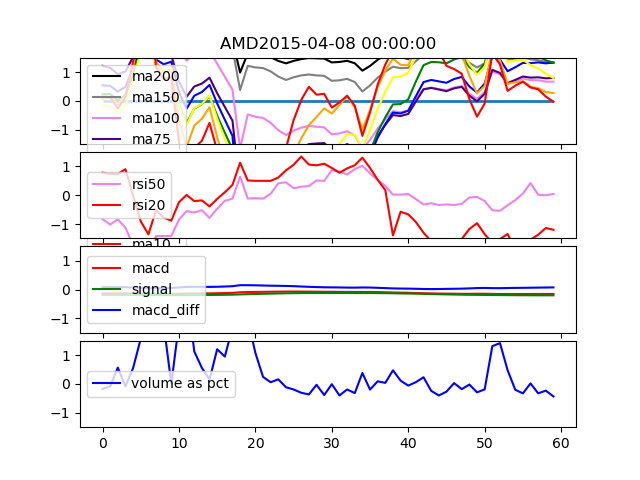 AMD2015-04-08 00:00:00
1
0
−1
ma200
ma150
ma100
ma75
1
0
−1
rsi50
rsi20
ma10
1
0
−1
macd
signal
macd_diff
1
0
−1
volume as pct
0 10 20 30 40 50 60